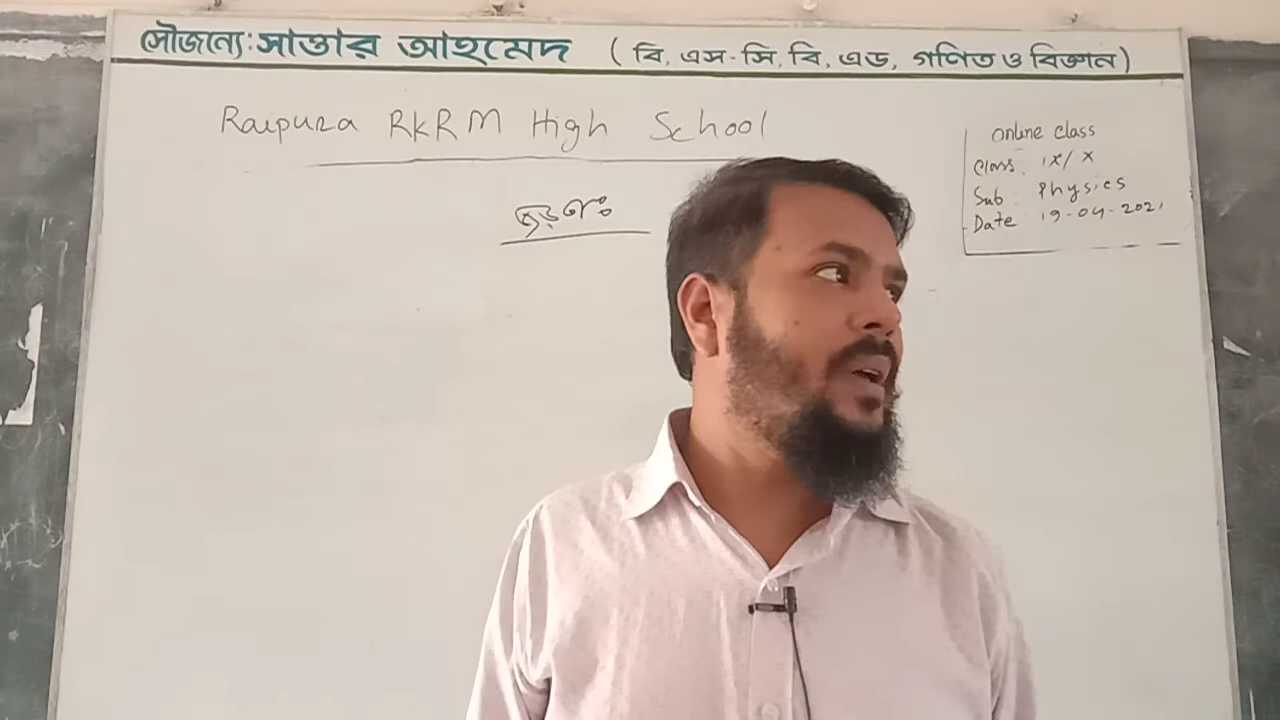 সৌজন্যে: সাত্তার আহমেদ ( বি, এস-সি, বি, এড, গণিত ও বিজ্ঞান )
Raipura RKRM High School
online class
Class: IX/X
Sub: Physics
Date: 19-04-2021
ত্বরণঃ